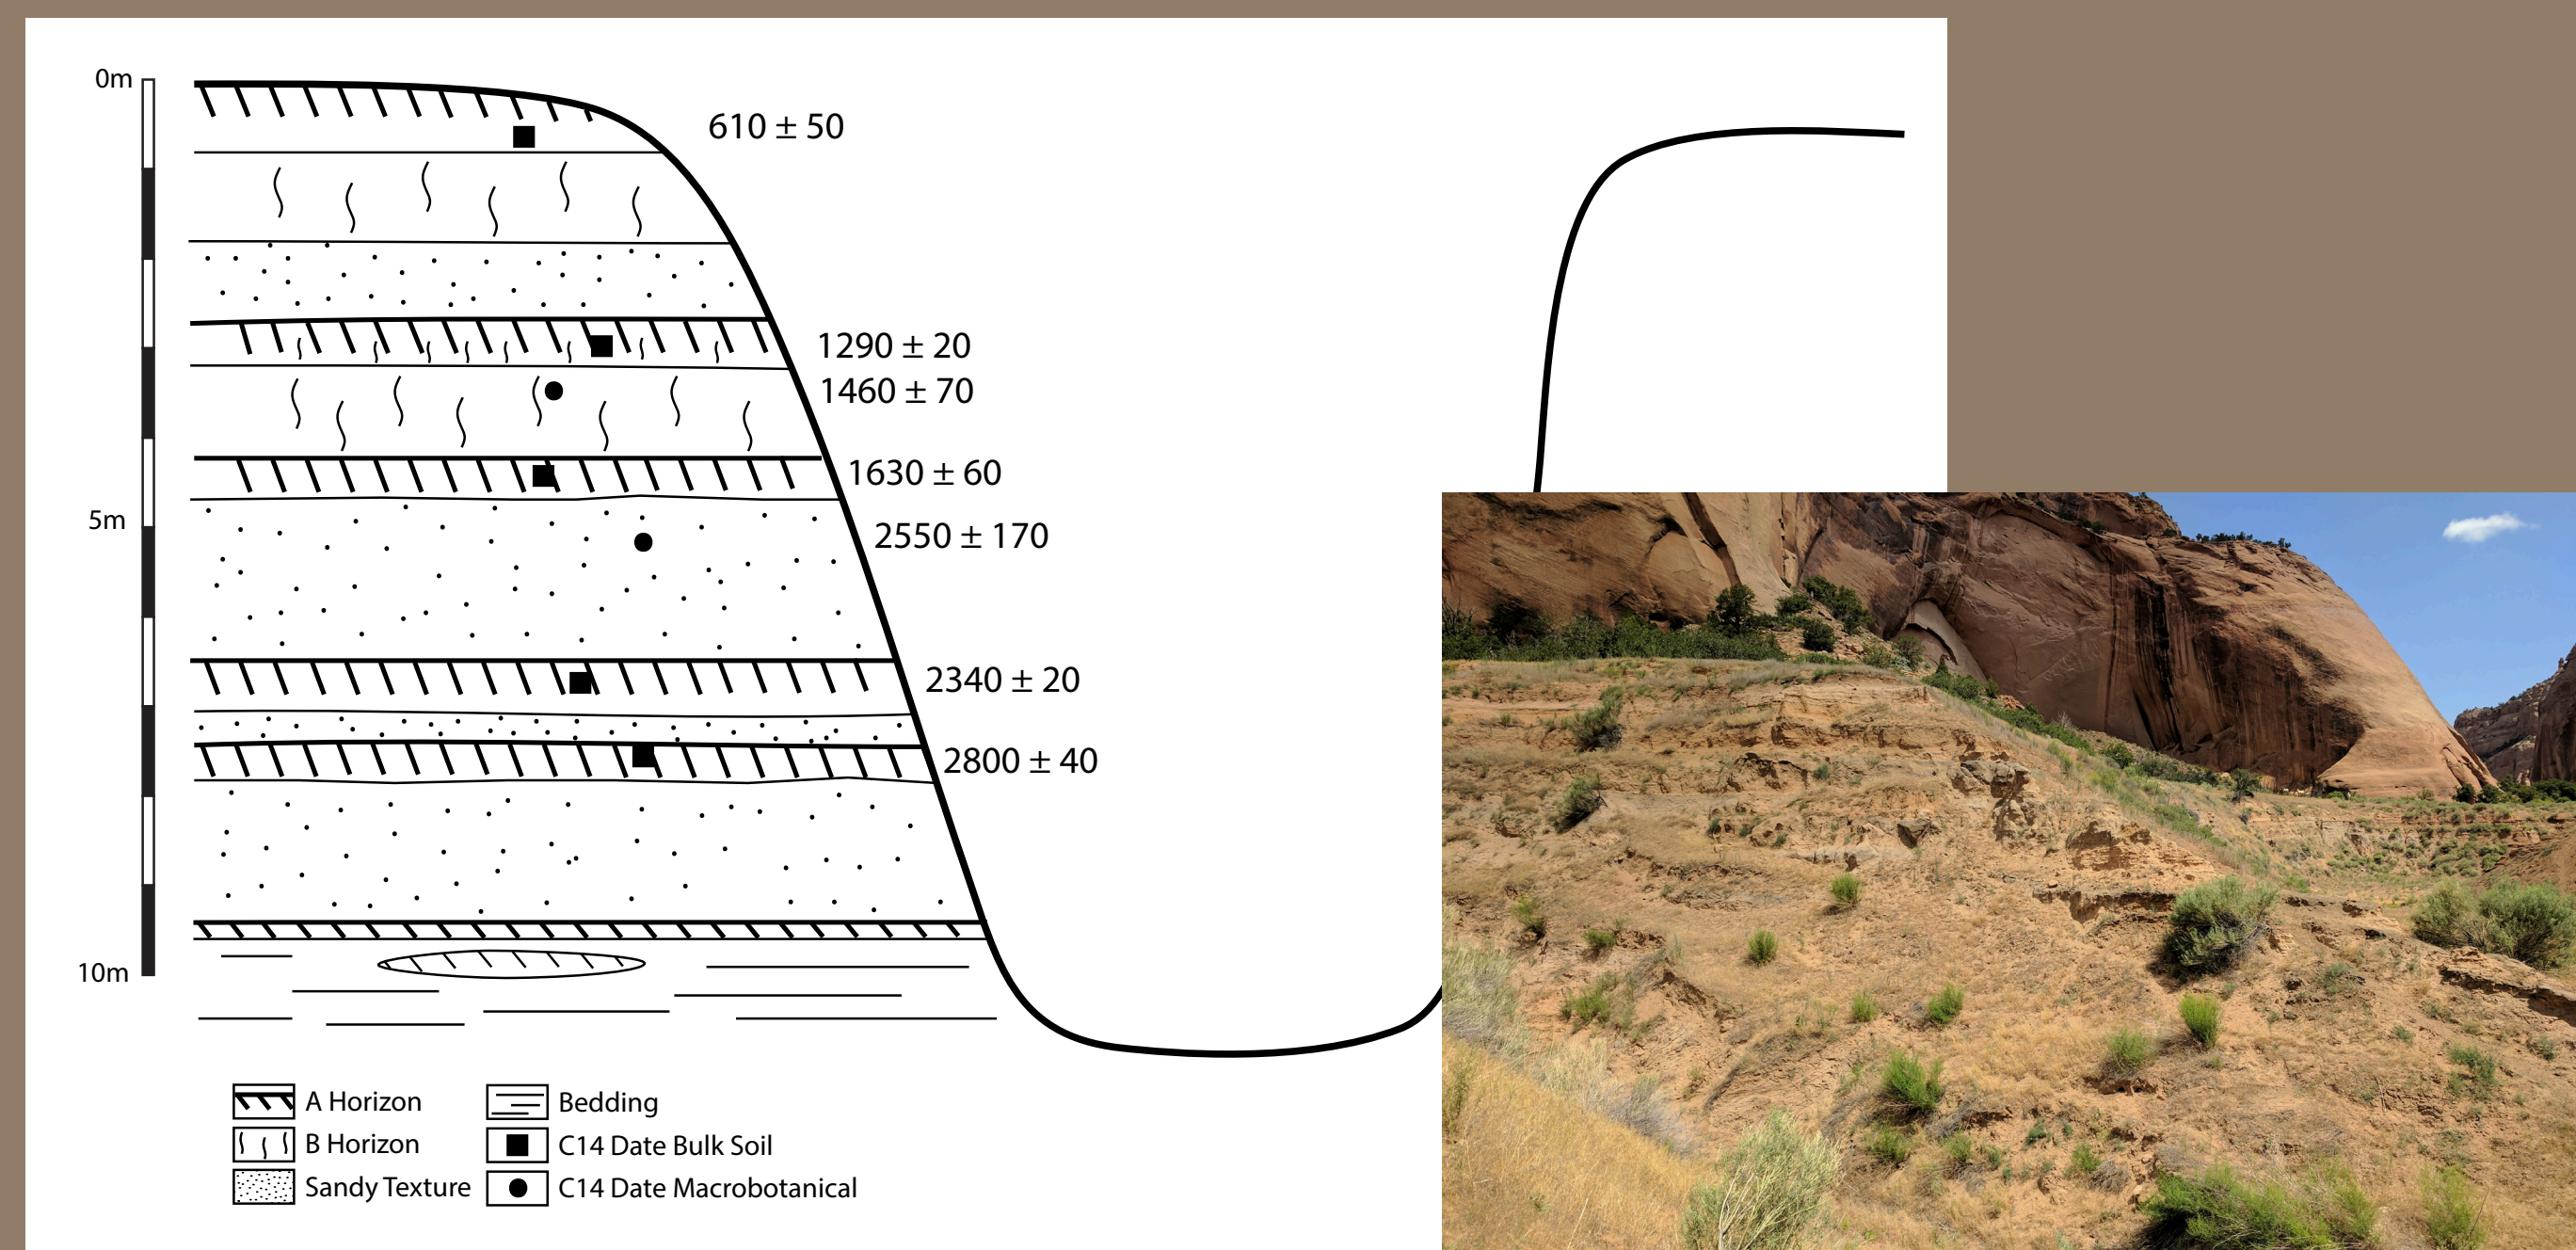 0m
610 ± 50
1290 ± 20
1460 ± 70
1630 ± 60
5m
2550 ± 170
2340 ± 20
2800 ± 40
10m
A Horizon
Bedding
B Horizon
C14 Date Bulk Soil
Sandy Texture
C14 Date Macrobotanical